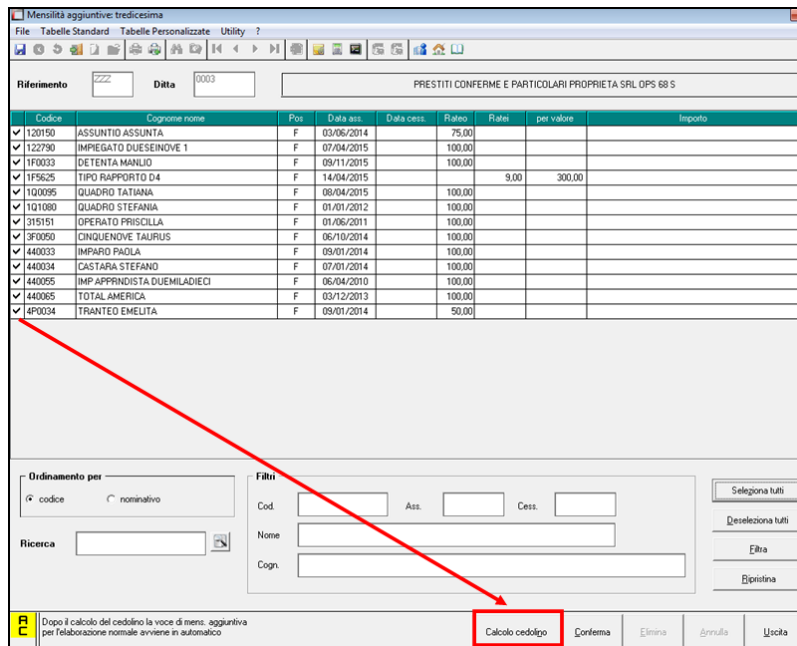 Mensilità aggiuntive: tredicesima
File Tabelle Standard Tabelle Personalizzate Utility ?
Riferimento ZZZ Ditta 0003 PRESTITI CONFERME E PARTICOLARI PROPRIETA SRL OPS 68 S
Codice Cognome nome Pos Data ass. Data cess. Rateo Ratei per valore Importo
120150 ASSUNTIO ASSUNTA F 03/06/2014 75,00
122790 IMPIEGATO DUESEINOVE 1 F 07/04/2015 100,00
1F0033 DETENTA MANLIO F 09/11/2015 100,00
1F5625 TIPO RAPPORTO D4 F 14/04/2015 9,00 300,00
1Q0095 QUADRO TATIANA F 08/04/2015 100,00
1Q1080 QUADRO STEFANIA F 01/01/2012 100,00
315151 OPERATO PRISCILLA F 01/06/2011 100,00
3F0050 CINQUENOVE TAURUS F 06/10/2014 100,00
440033 IMPARO PAOLA F 09/01/2014 100,00
440034 CASTARA STEFANO F 07/01/2014 100,00
440055 IMP APPRNDISTA DUEMILADIECI F 06/04/2010 100,00
440065 TOTAL AMERICA F 03/12/2013 100,00
4P0034 TRANTEO EMELITA F 09/01/2014 50,00
Ordinamento per
codice nominativo
Ricerca
Filtri
Cod. Ass. Cess.
Nome
Cogn.
Seleziona tutti
Deseleziona tutti
Filtra
Ripristina
AC
Dopo il calcolo del cedolino la voce di mens. aggiuntiva
per l'elaborazione normale avviene in automatico
Calcolo cedolino Conferma Elimina Annulla Uscita